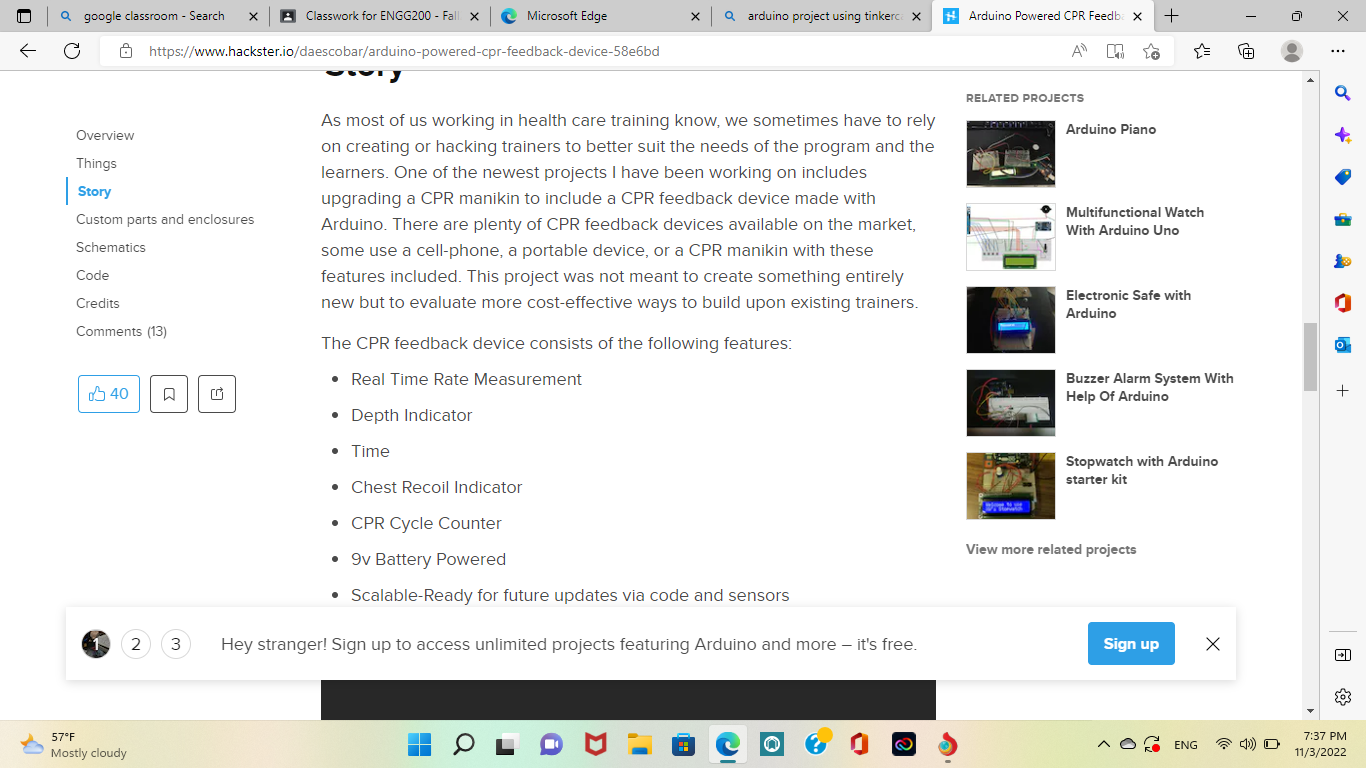 google classroom - Search
Classwork for ENGG200 - Fall
Microsoft Edge
arduino project using tinkerca
Arduino Powered CPR Feedba
https://www.hackster.io/daescobar/arduino-powered-cpr-feedback-device-58e6bd
Overview
Things
Story
Custom parts and enclosures
Schematics
Code
Credits
Comments (13)
40
Story
As most of us working in health care training know, we sometimes have to rely
on creating or hacking trainers to better suit the needs of the program and the
learners. One of the newest projects I have been working on includes
upgrading a CPR manikin to include a CPR feedback device made with
Arduino. There are plenty of CPR feedback devices available on the market,
some use a cell-phone, a portable device, or a CPR manikin with these
features included. This project was not meant to create something entirely
new but to evaluate more cost-effective ways to build upon existing trainers.
The CPR feedback device consists of the following features:
• Real Time Rate Measurement
• Depth Indicator
• Time
• Chest Recoil Indicator
• CPR Cycle Counter
• 9v Battery Powered
• Scalable-Ready for future updates via code and sensors
RELATED PROJECTS
Arduino Piano
Multifunctional Watch
With Arduino Uno
Electronic Safe with
Arduino
Buzzer Alarm System With
Help Of Arduino
Stopwatch with Arduino
starter kit
View more related projects
1 2 3 Hey stranger! Sign up to access unlimited projects featuring Arduino and more – it's free. Sign up
57°F
Mostly cloudy
ENG
7:37 PM
11/3/2022